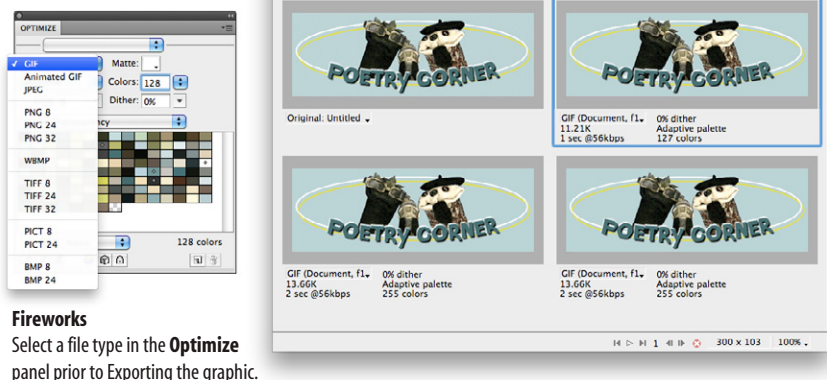 OPTIMIZE
GIF
Animated GIF
JPEG
PNG 8
PNG 24
PNG 32
WBMP
TIFF 8
TIFF 24
TIFF 32
PICT 8
PICT 24
BMP 8
BMP 24
Matte:
Colors: 128
Dither: 0%
ncy
128 colors
POETRY CORNER
Original: Untitled
POETRY CORNER
GIF (Document, f1 0% dither
11.21K Adaptive palette
1 sec @56kbps 127 colors
POETRY CORNER
GIF (Document, f1 0% dither
13.66K Adaptive palette
2 sec @56kbps 255 colors
POETRY CORNER
GIF (Document, f1 0% dither
13.66K Adaptive palette
2 sec @56kbps 255 colors
1 300 x 103 100%
Fireworks
Select a file type in the Optimize
panel prior to Exporting the graphic.